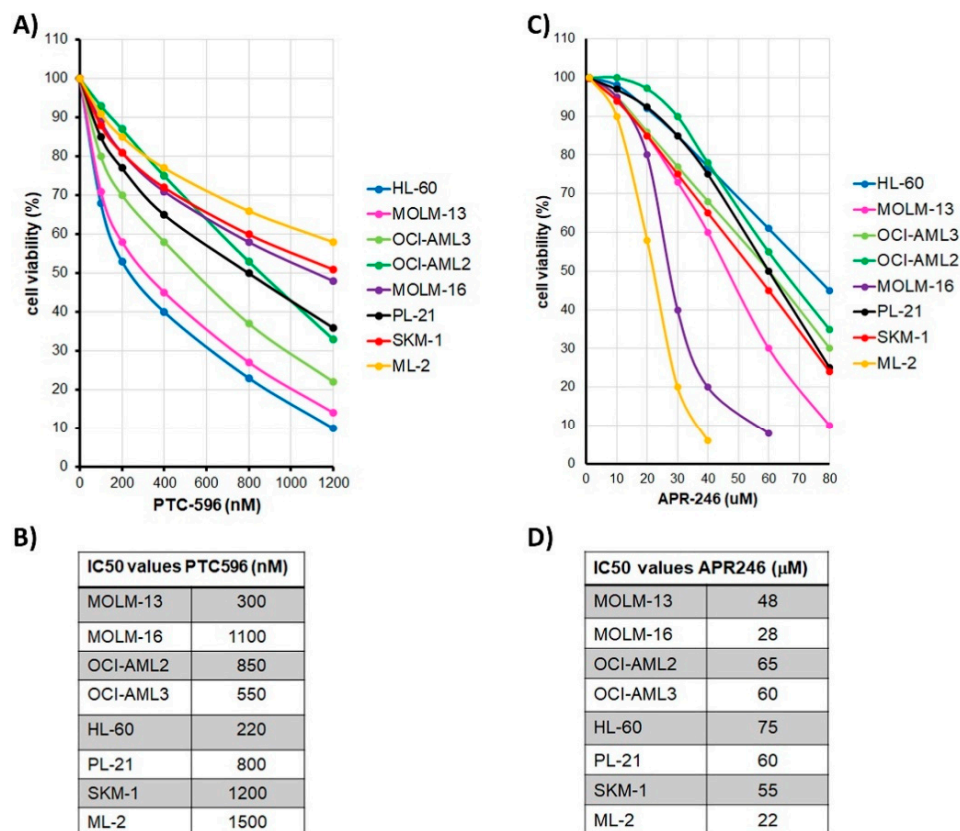 A)
110
100
90
80
70
60
50
40
30
20
10
0
cell viability (%)
0 200 400 600 800 1000 1200
PTC-596 (nM)
HL-60
MOLM-13
OCI-AML3
OCI-AML2
MOLM-16
PL-21
SKM-1
ML-2
C)
110
100
90
80
70
60
50
40
30
20
10
0
cell viability (%)
0 10 20 30 40 50 60 70 80
APR-246 (uM)
HL-60
MOLM-13
OCI-AML3
OCI-AML2
MOLM-16
PL-21
SKM-1
ML-2
B)
IC50 values PTC596 (nM)
MOLM-13 300
MOLM-16 1100
OCI-AML2 850
OCI-AML3 550
HL-60 220
PL-21 800
SKM-1 1200
ML-2 1500
D)
IC50 values APR246 (μM)
MOLM-13 48
MOLM-16 28
OCI-AML2 65
OCI-AML3 60
HL-60 75
PL-21 60
SKM-1 55
ML-2 22